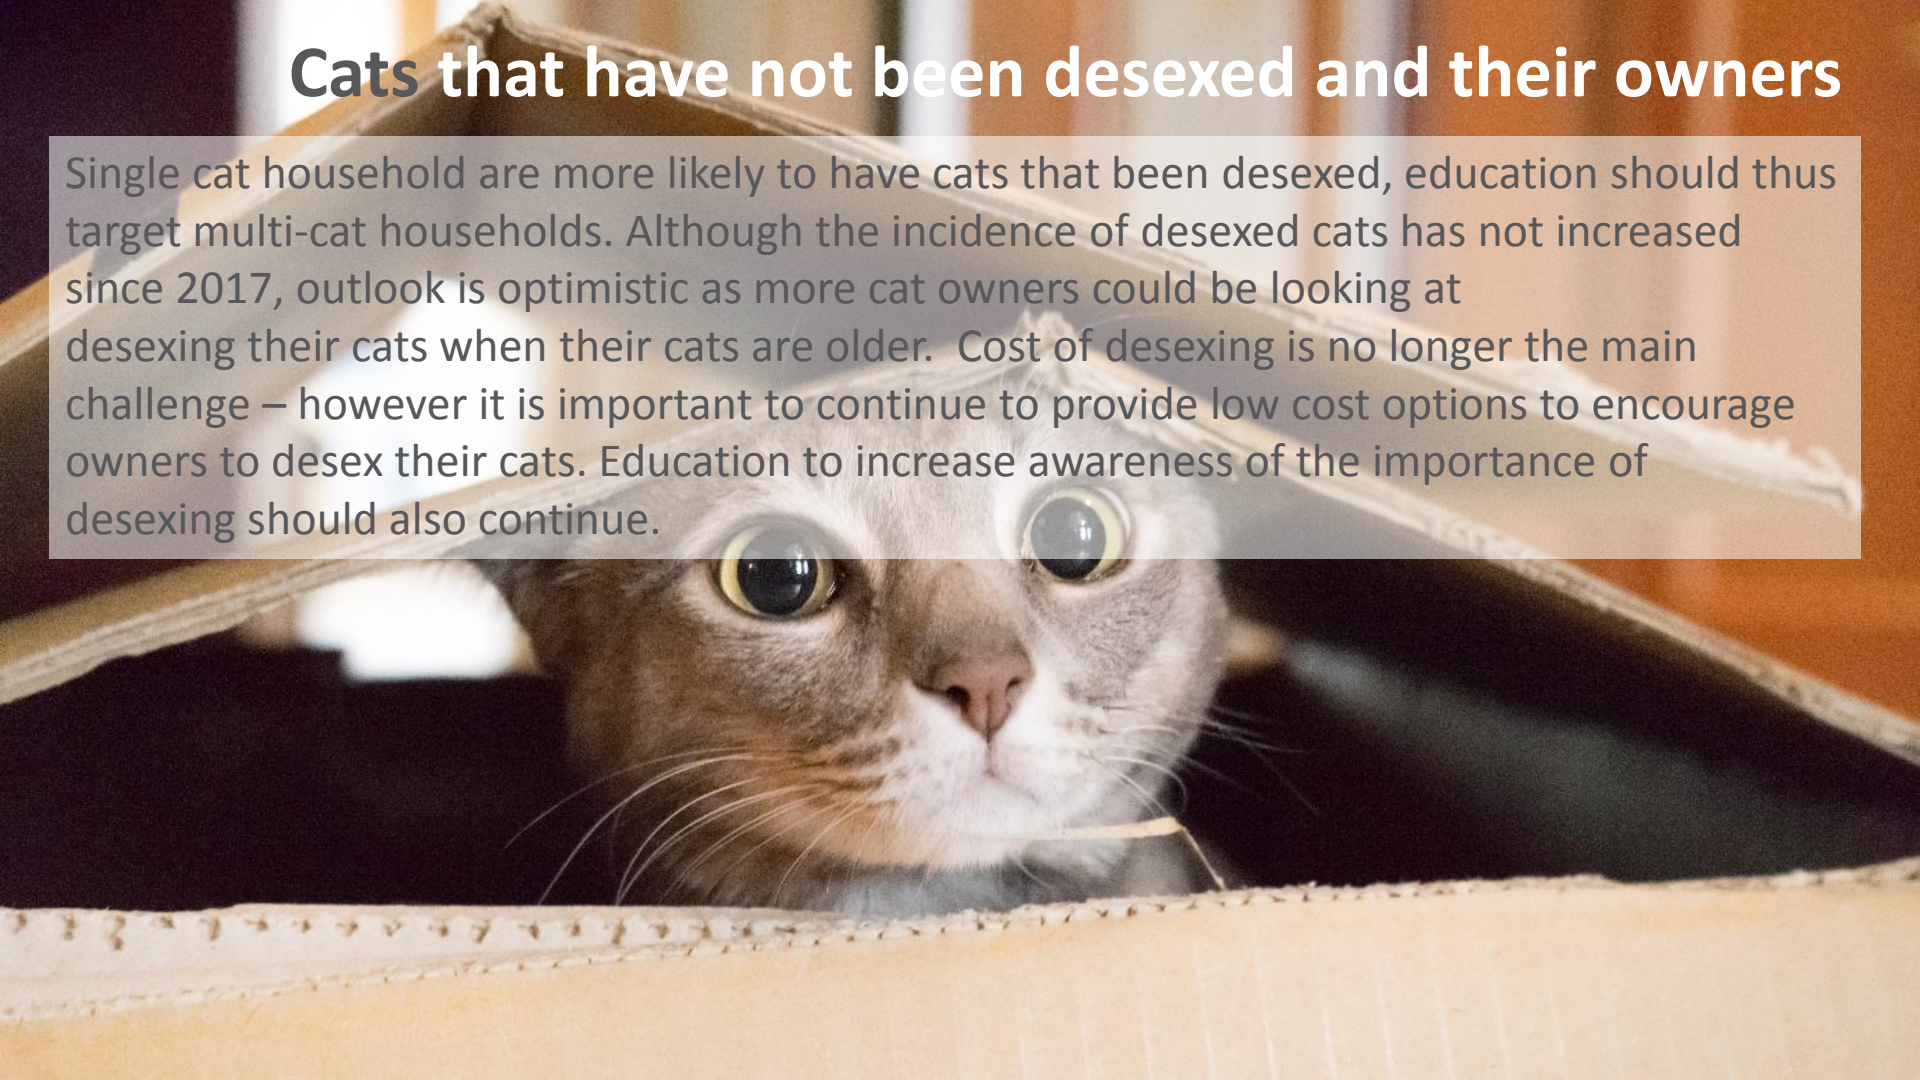 Cats that have not been desexed and their owners
Single cat household are more likely to have cats that been desexed, education should thus
target multi-cat households. Although the incidence of desexed cats has not increased
since 2017, outlook is optimistic as more cat owners could be looking at
desexing their cats when their cats are older.  Cost of desexing is no longer the main
challenge – however it is important to continue to provide low cost options to encourage
owners to desex their cats. Education to increase awareness of the importance of
desexing should also continue.